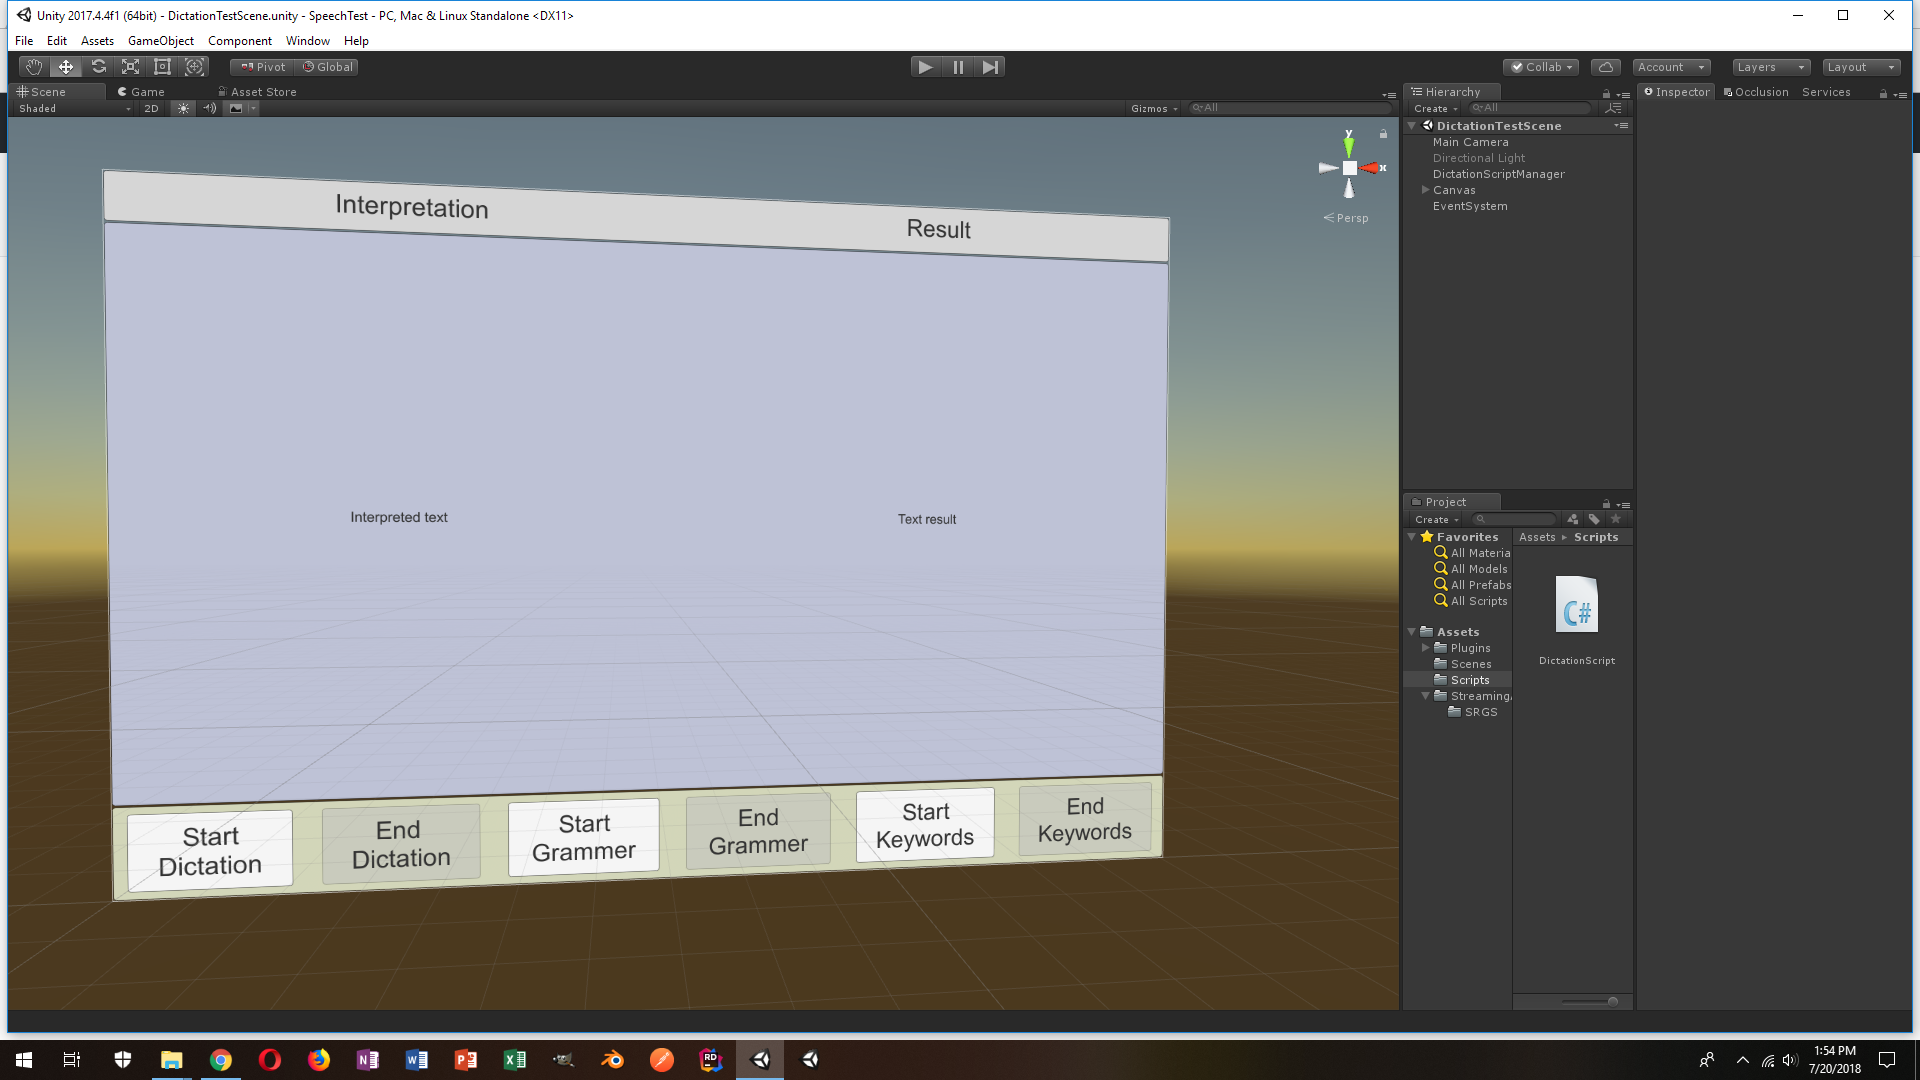 Unity 2017.4.4f1 (64bit) - DictationTestScene.unity - SpeechTest - PC, Mac & Linux Standalone <DX11>
File Edit Assets GameObject Component Window Help
Pivot Global Collab Account Layers Layout
Scene Game Asset Store
Shaded 2D Gizmos All
y
x
Persp
Interpretation Result
Interpreted text Text result
Start Dictation
End Dictation
Start Grammer
End Grammer
Start Keywords
End Keywords
Hierarchy
Create All
DictationTestScene
Main Camera
Directional Light
DictationScriptManager
Canvas
EventSystem
Project
Create
Favorites
All Materia
All Models
All Prefabs
All Scripts
Assets
Plugins
Scenes
Scripts
StreamingA
SRGS
Assets Scripts
C#
DictationScript
Inspector Occlusion Services
1:54 PM
7/20/2018